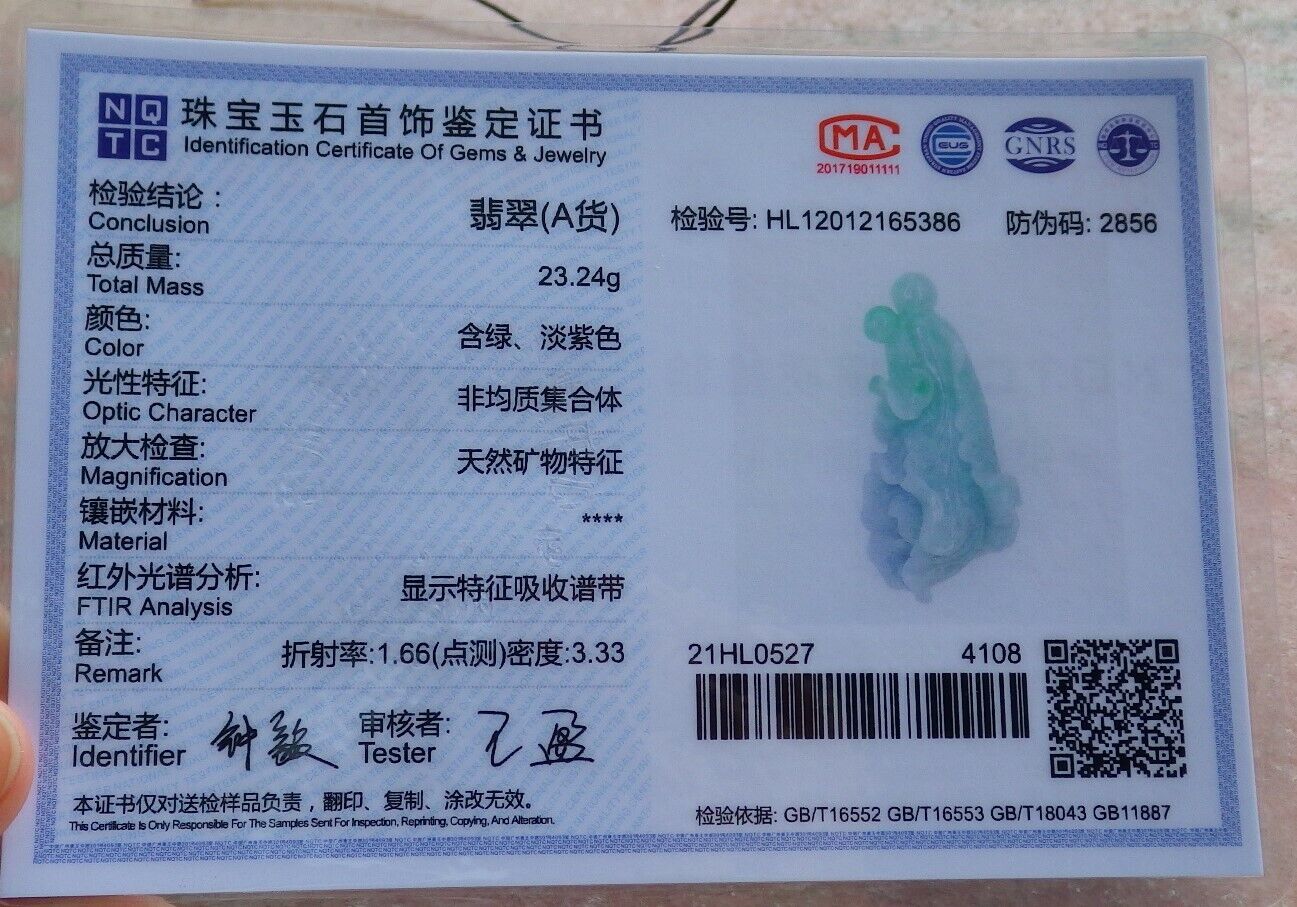 NQ
TC
珠宝玉石首饰鉴定证书
Identification Certificate Of Gems & Jewelry
检验结论：
Conclusion
翡翠(A货)
总质量:
Total Mass
23.24g
颜色:
Color
含绿、淡紫色
光性特征:
Optic Character
非均质集合体
放大检查:
Magnification
天然矿物特征
镶嵌材料:
Material
****
红外光谱分析:
FTIR Analysis
显示特征吸收谱带
备注:
Remark
折射率:1.66(点测)密度:3.33
鉴定者:
Identifier
审核者:
Tester
王盈
本证书仅对送检样品负责，翻印、复制、涂改无效。
This Certificate Is Only Responsible For The Samples Sent For Inspection, Reprinting, Copying, And Alteration.
MA
201719011111
GNRS
检验号: HL12012165386 防伪码: 2856
21HL0527 4108
检验依据: GB/T16552 GB/T16553 GB/T18043 GB11887